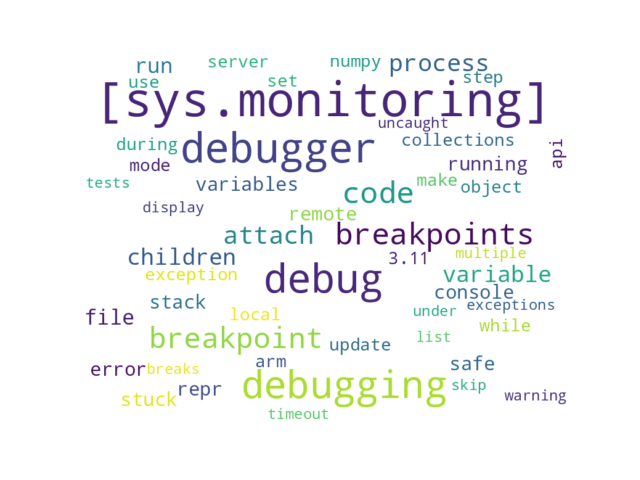 run server numpy process
use set step
[sys.monitoring]
uncaught
during debugger collections api
mode running
tests variables code make object
display remote
attach breakpoints
children debug 3.11 multiple
exception variable
stack console
file local under exceptions
breakpoint update list while
error breaks arm safe
stuck repr debugging skip warning
timeout